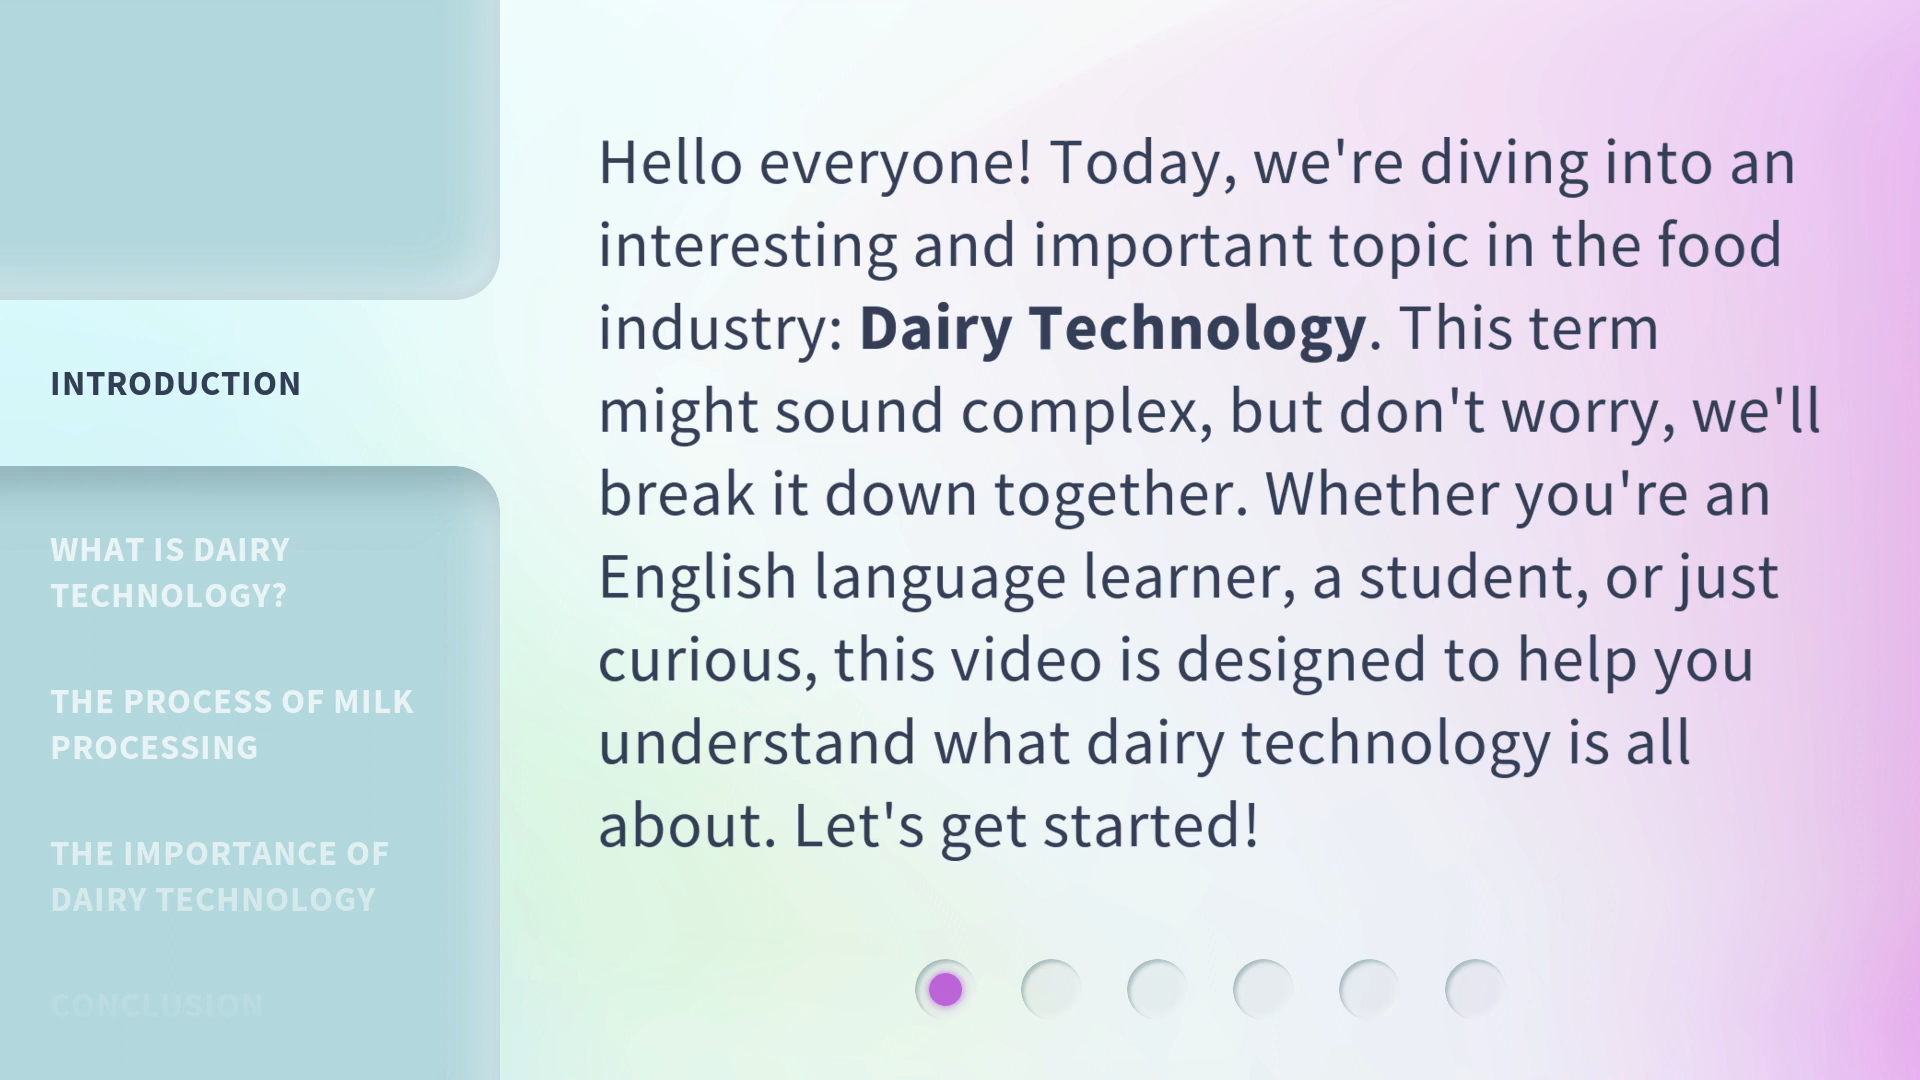 INTRODUCTION
WHAT IS DAIRY
TECHNOLOGY?
THE PROCESS OF MILK
PROCESSING
THE IMPORTANCE OF
DAIRY TECHNOLOGY
CONCLUSION
Hello everyone! Today, we're diving into an
interesting and important topic in the food
industry: Dairy Technology. This term
might sound complex, but don't worry, we'll
break it down together. Whether you're an
English language learner, a student, or just
curious, this video is designed to help you
understand what dairy technology is all
about. Let's get started!